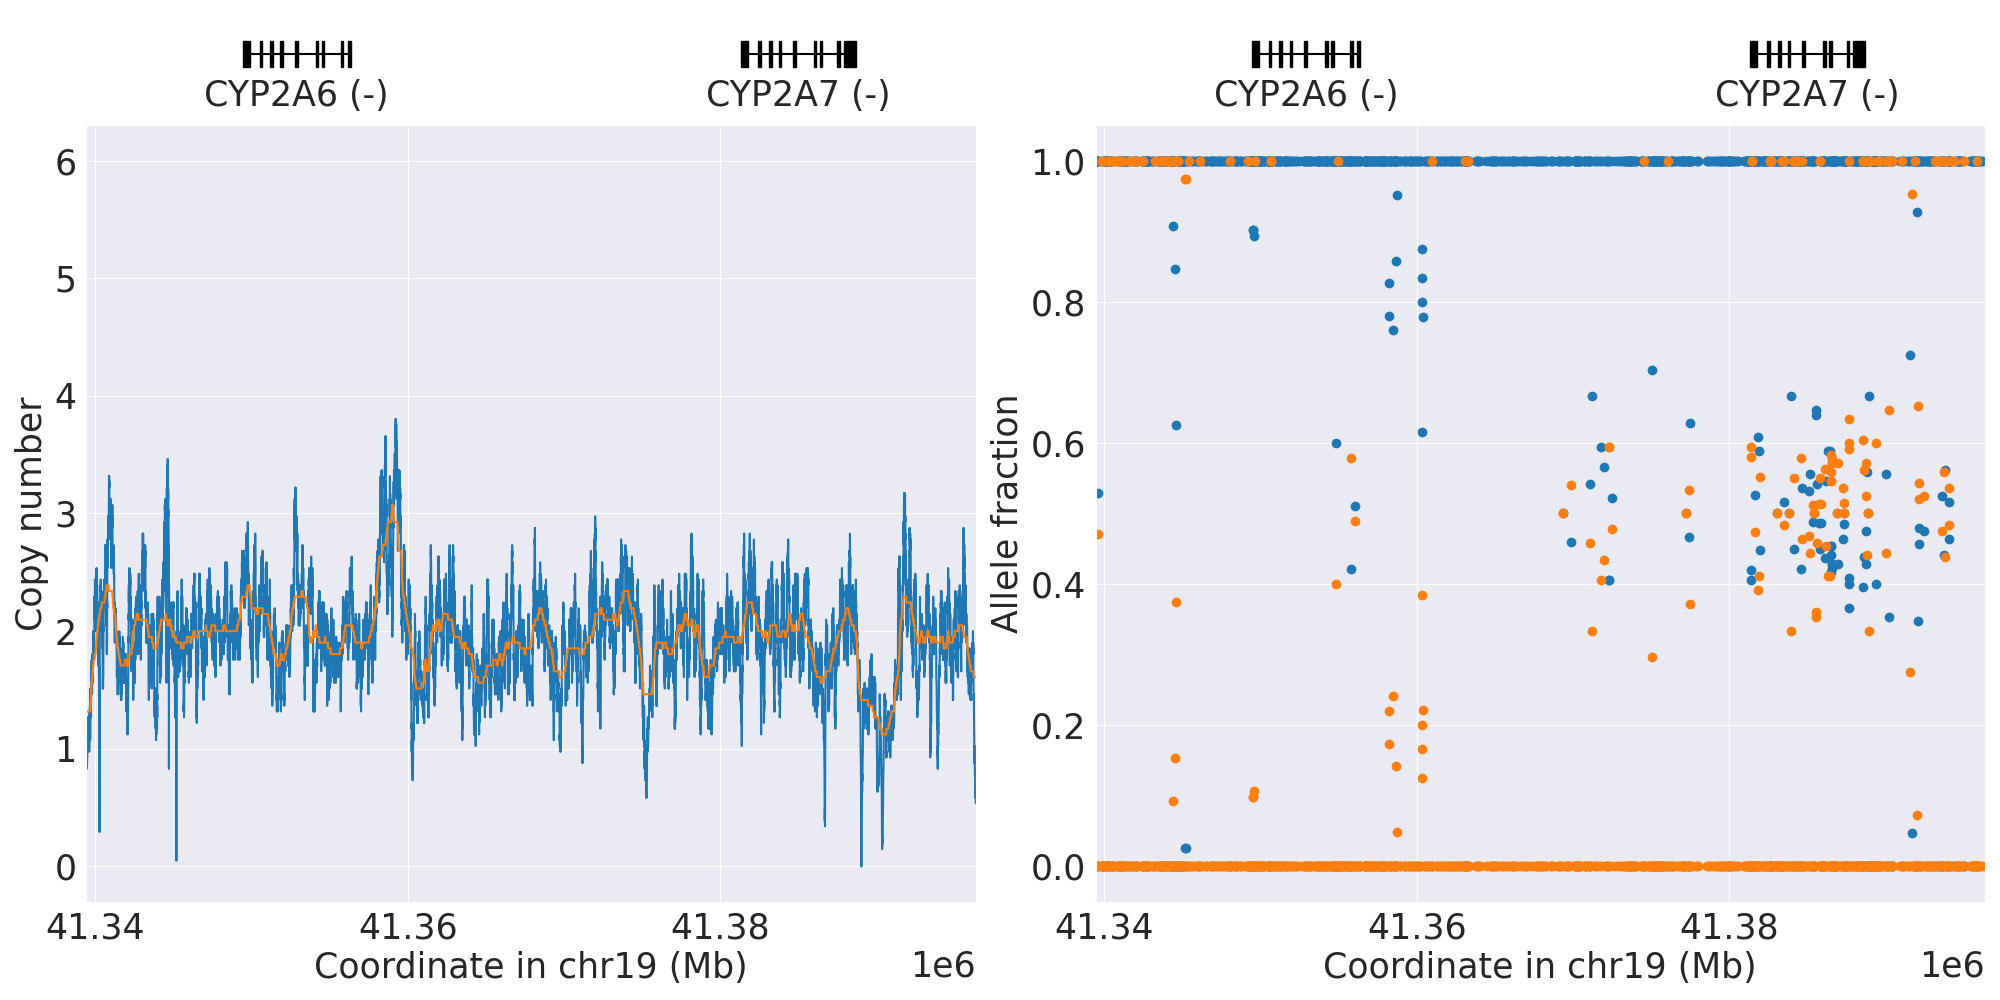 CYP2A6 (-)
CYP2A7 (-)
6
5
4
3
2
1
0
Copy number
41.34
41.36
41.38
Coordinate in chr19 (Mb)
1e6
CYP2A6 (-)
CYP2A7 (-)
1.0
0.8
0.6
0.4
0.2
0.0
Allele fraction
41.34
41.36
41.38
Coordinate in chr19 (Mb)
1e6